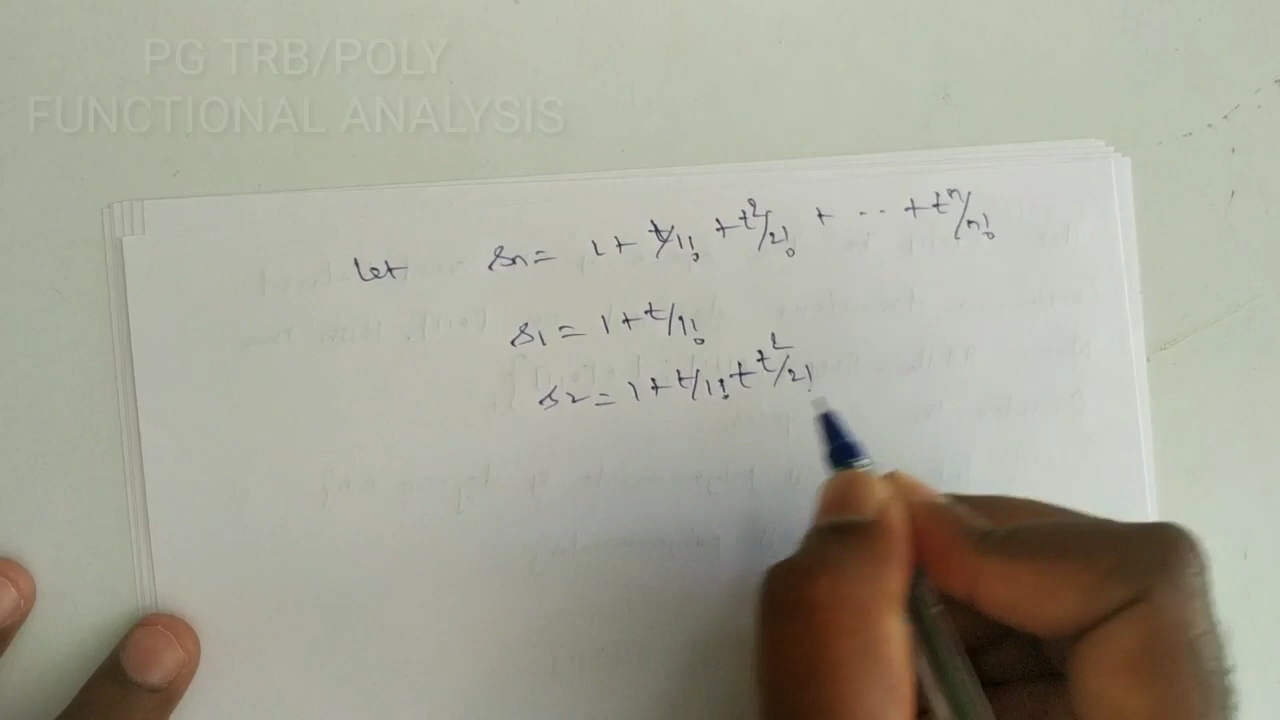 PG TRB/POLY
FUNCTIONAL ANALYSIS
Let Sn = 1 + t/1! + t²/2! + ... + tⁿ/n!
S1 = 1 + t/1!
S2 = 1 + t/1! + t²/2!